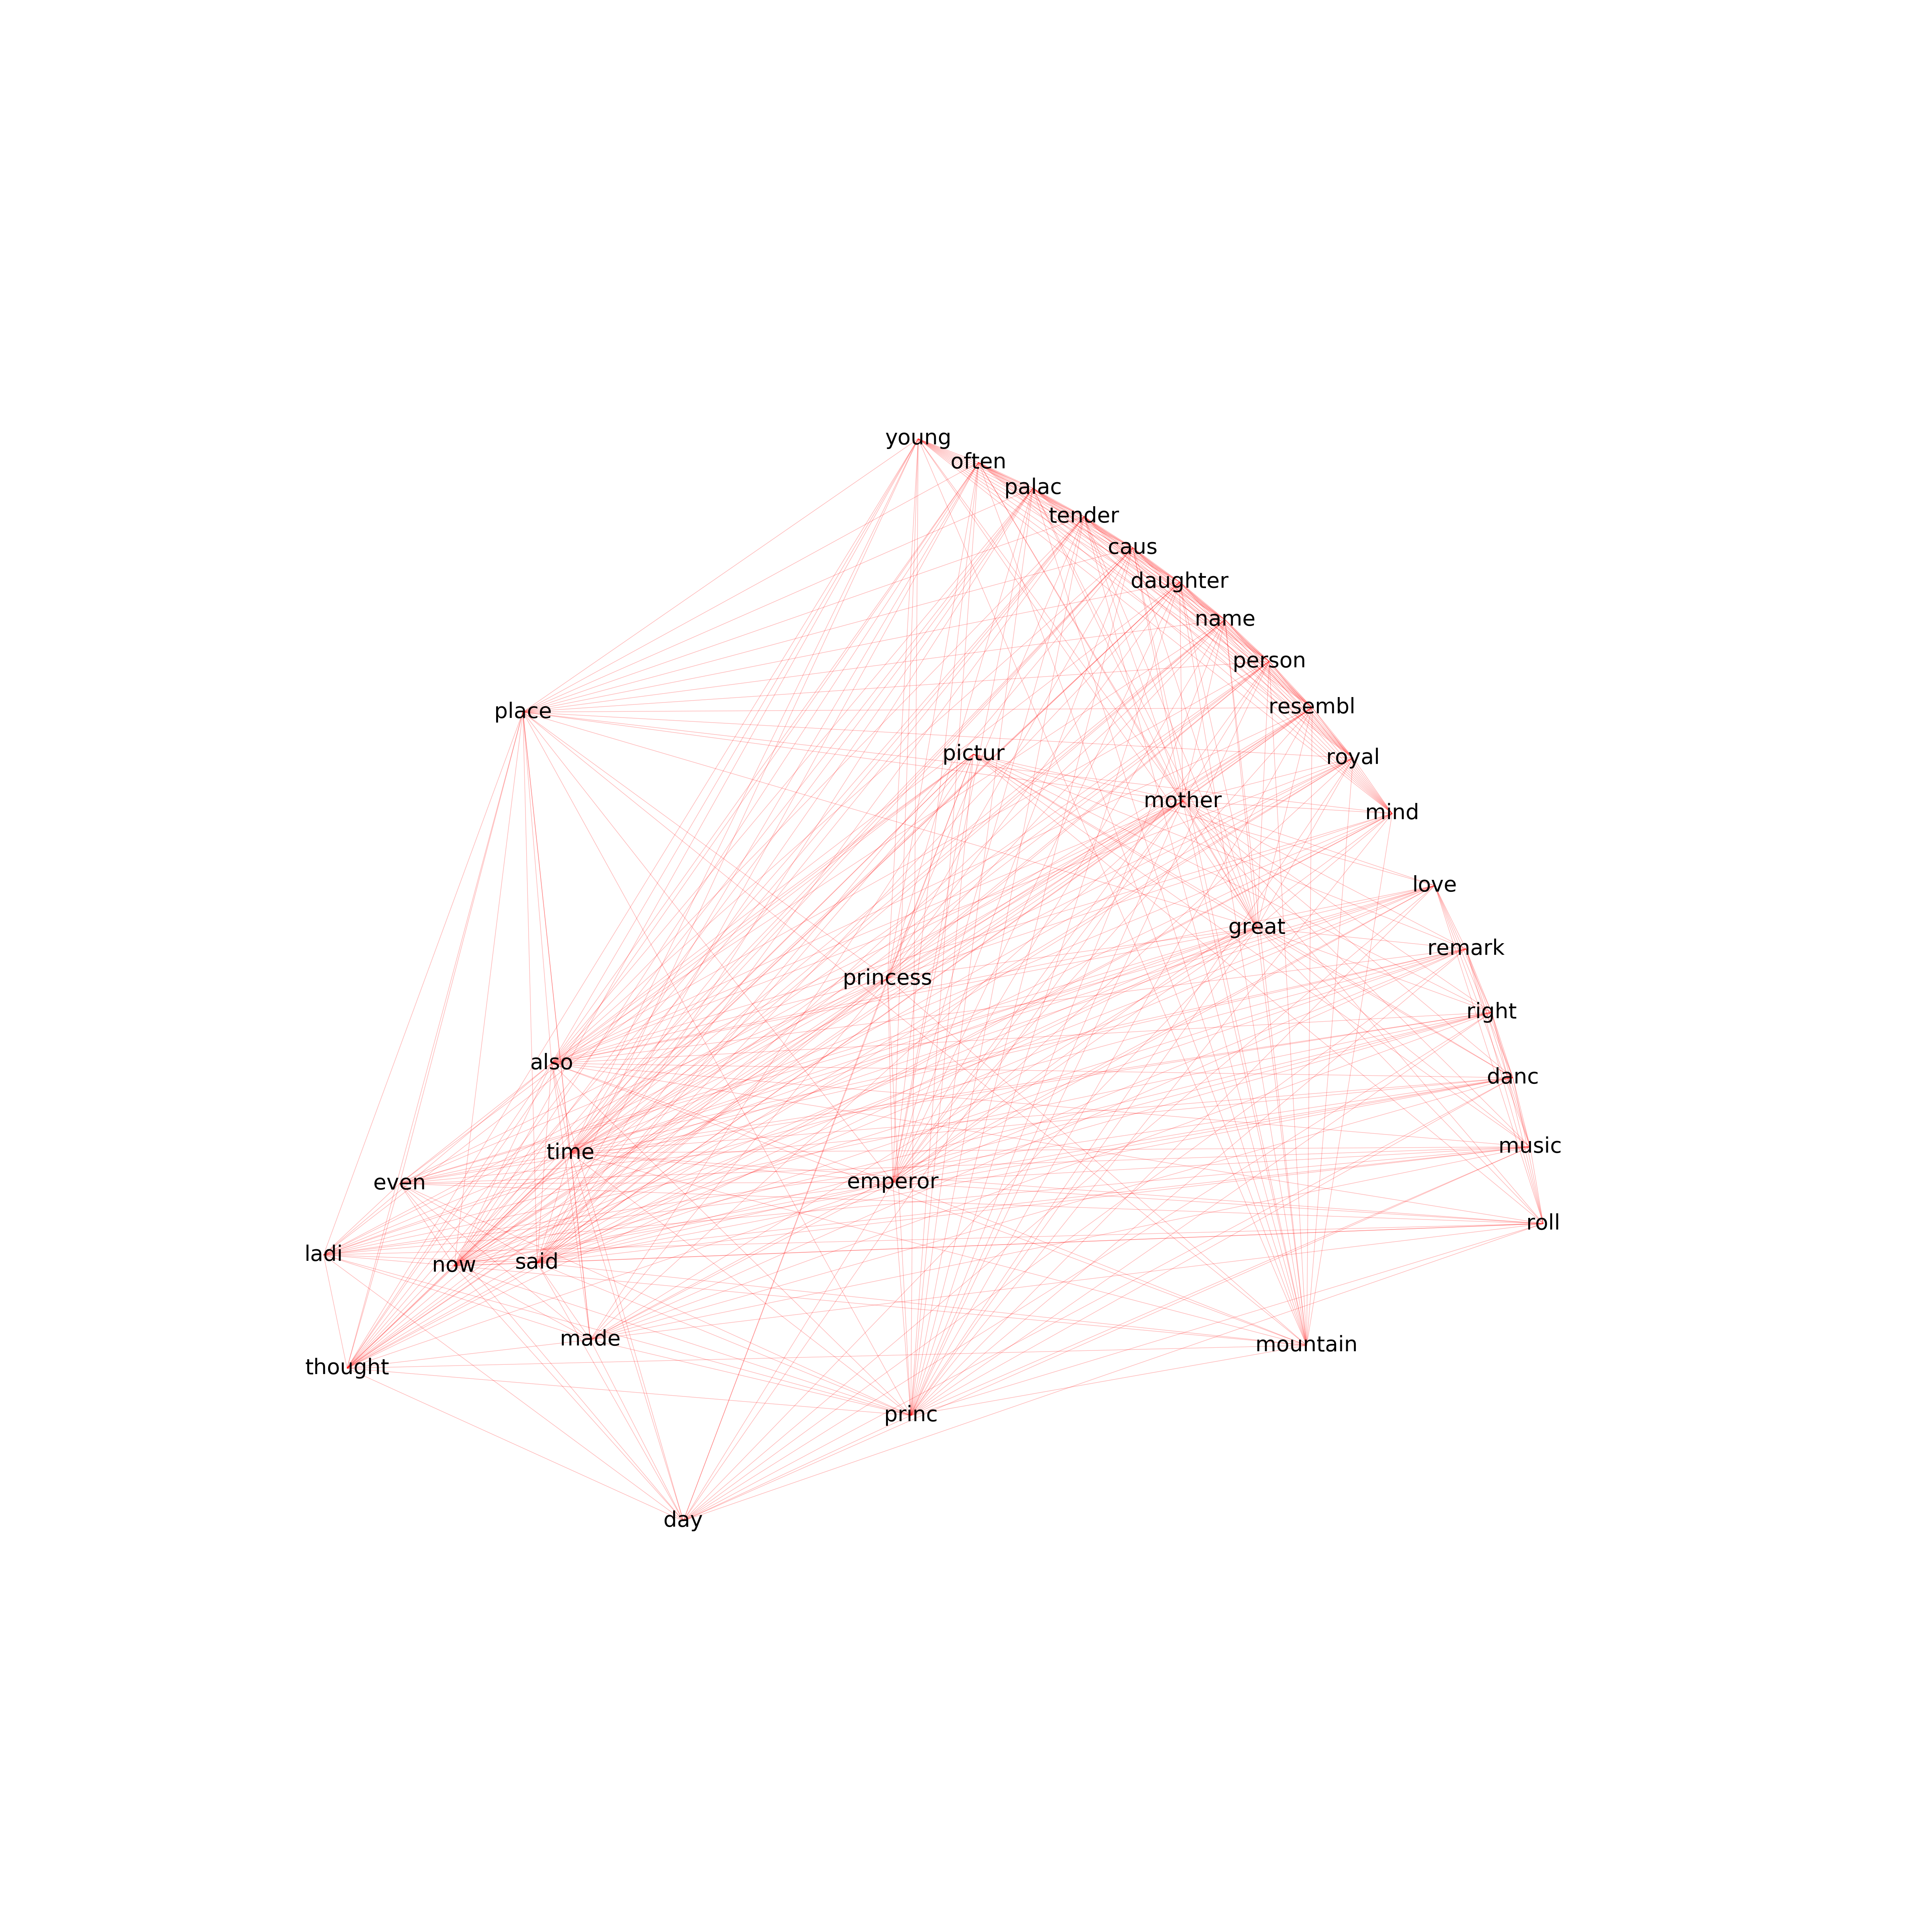 young
often
palac
tender
caus
daughter
name
person
resembl
place
pictur
royal
mother
mind
love
great
remark
princess
right
also
danc
music
time
emperor
even
roll
ladi
said
now
made
mountain
thought
princ
day